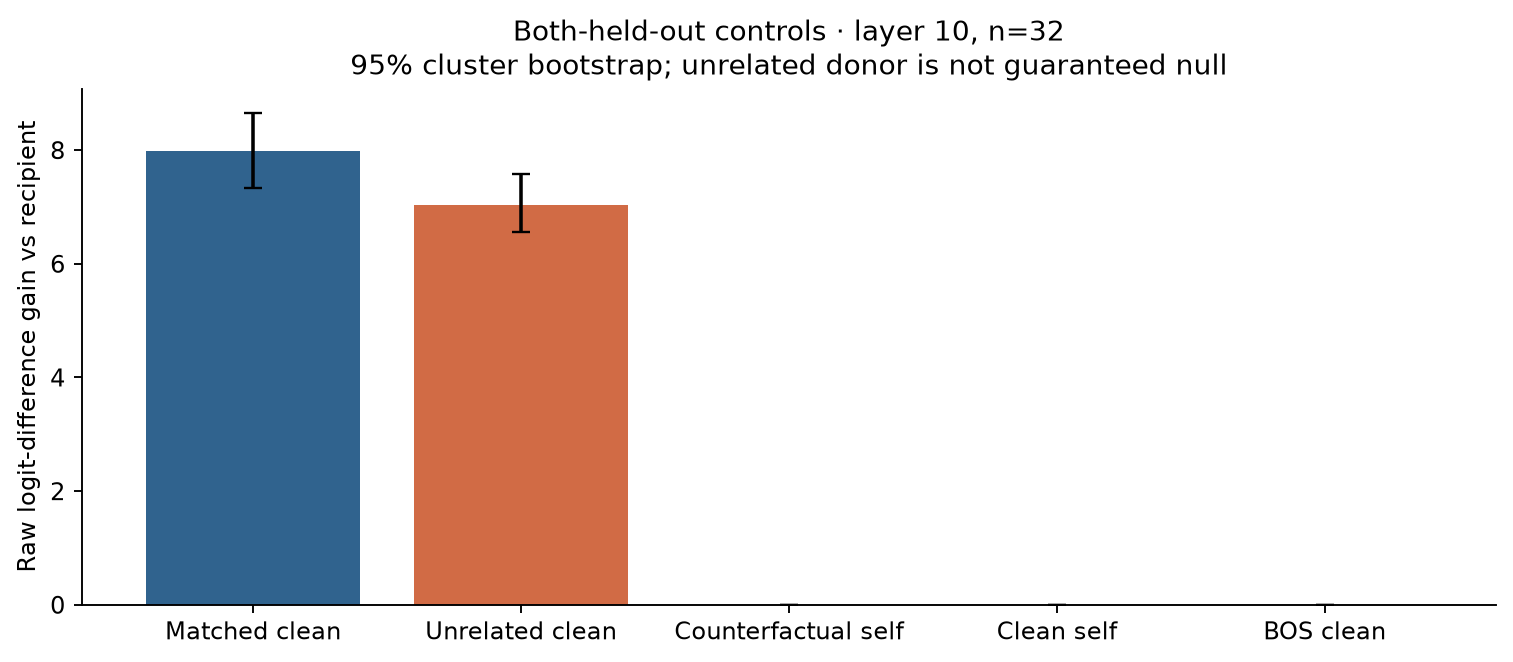 Both-held-out controls · layer 10, n=32
95% cluster bootstrap; unrelated donor is not guaranteed null
Raw logit-difference gain vs recipient
8
6
4
2
0
Matched clean
Unrelated clean
Counterfactual self
Clean self
BOS clean